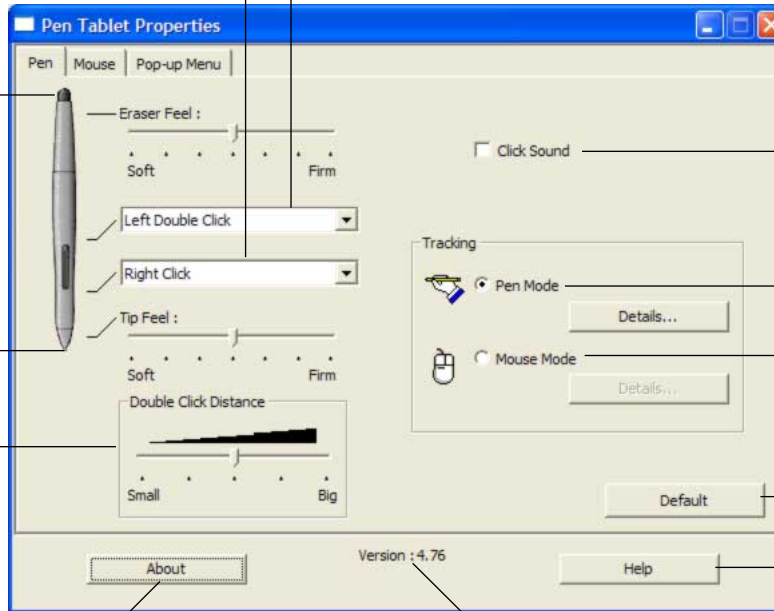 Pen Tablet Properties
Pen Mouse Pop-up Menu
Eraser Feel :
Soft Firm
Click Sound
Left Double Click
Right Click
Tip Feel :
Soft Firm
Tracking
Pen Mode
Details...
Mouse Mode
Details...
Double Click Distance
Small Big
Default
About
Version : 4.76
Help